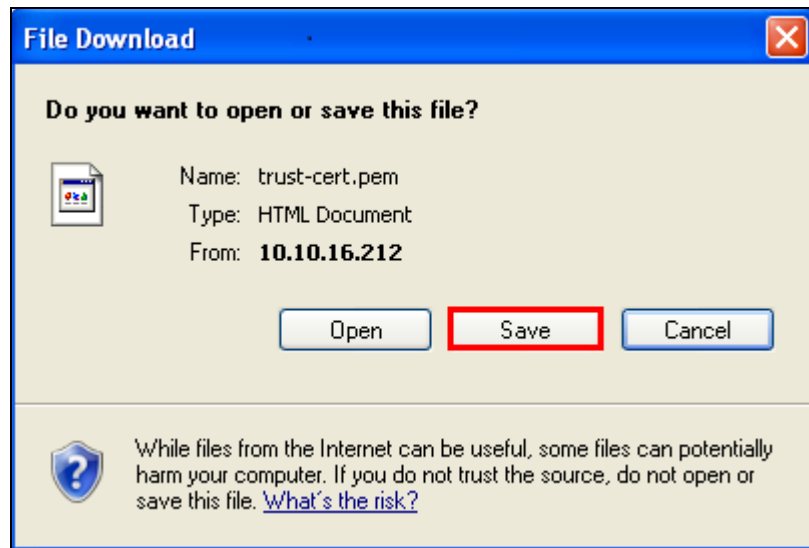 File Download
Do you want to open or save this file?
Name: trust-cert.pem
Type: HTML Document
From: 10.10.16.212
Open Save Cancel
While files from the Internet can be useful, some files can potentially
harm your computer. If you do not trust the source, do not open or
save this file. What's the risk?